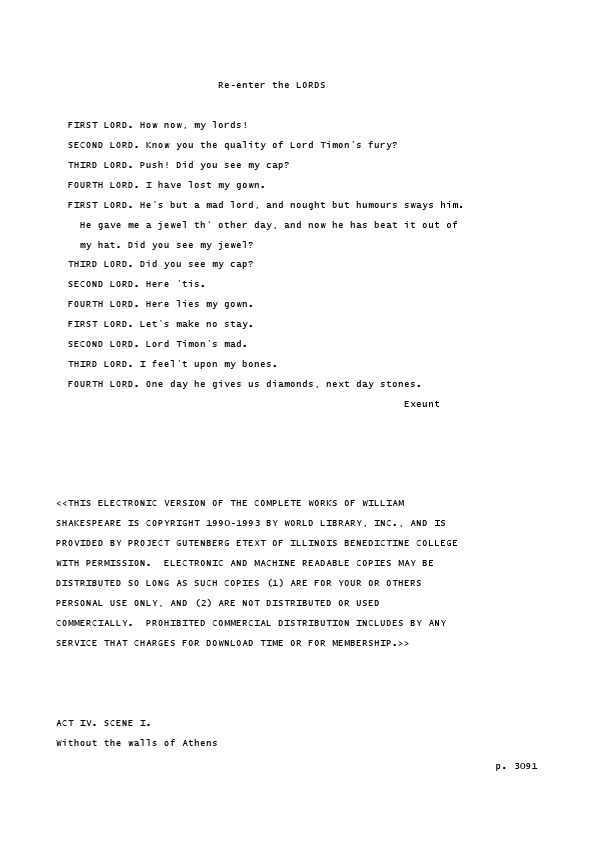 Re-enter the LORDS
FIRST LORD. How now, my lords!
SECOND LORD. Know you the quality of Lord Timon's fury?
THIRD LORD. Push! Did you see my cap?
FOURTH LORD. I have lost my gown.
FIRST LORD. He's but a mad lord, and nought but humours sways him.
He gave me a jewel th' other day, and now he has beat it out of
my hat. Did you see my jewel?
THIRD LORD. Did you see my cap?
SECOND LORD. Here 'tis.
FOURTH LORD. Here lies my gown.
FIRST LORD. Let's make no stay.
SECOND LORD. Lord Timon's mad.
THIRD LORD. I feel't upon my bones.
FOURTH LORD. One day he gives us diamonds, next day stones.
Exeunt
<<THIS ELECTRONIC VERSION OF THE COMPLETE WORKS OF WILLIAM
SHAKESPEARE IS COPYRIGHT 1990-1993 BY WORLD LIBRARY, INC., AND IS
PROVIDED BY PROJECT GUTENBERG ETEXT OF ILLINOIS BENEDICTINE COLLEGE
WITH PERMISSION.  ELECTRONIC AND MACHINE READABLE COPIES MAY BE
DISTRIBUTED SO LONG AS SUCH COPIES (1) ARE FOR YOUR OR OTHERS
PERSONAL USE ONLY, AND (2) ARE NOT DISTRIBUTED OR USED
COMMERCIALLY.  PROHIBITED COMMERCIAL DISTRIBUTION INCLUDES BY ANY
SERVICE THAT CHARGES FOR DOWNLOAD TIME OR FOR MEMBERSHIP.>>
ACT IV. SCENE I.
Without the walls of Athens
p. 3091